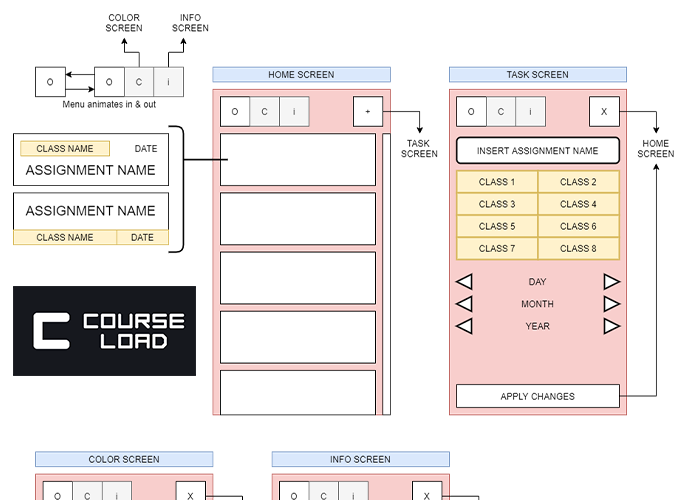 COLOR
SCREEN
INFO
SCREEN
O
O
C
i
Menu animates in & out
CLASS NAME
DATE
ASSIGNMENT NAME
ASSIGNMENT NAME
CLASS NAME
DATE
COURSE
LOAD
HOME SCREEN
O
C
i
+
TASK
SCREEN
TASK SCREEN
O
C
i
X
HOME
SCREEN
INSERT ASSIGNMENT NAME
CLASS 1
CLASS 2
CLASS 3
CLASS 4
CLASS 5
CLASS 6
CLASS 7
CLASS 8
DAY
MONTH
YEAR
APPLY CHANGES
COLOR SCREEN
O
C
i
X
INFO SCREEN
O
C
i
X